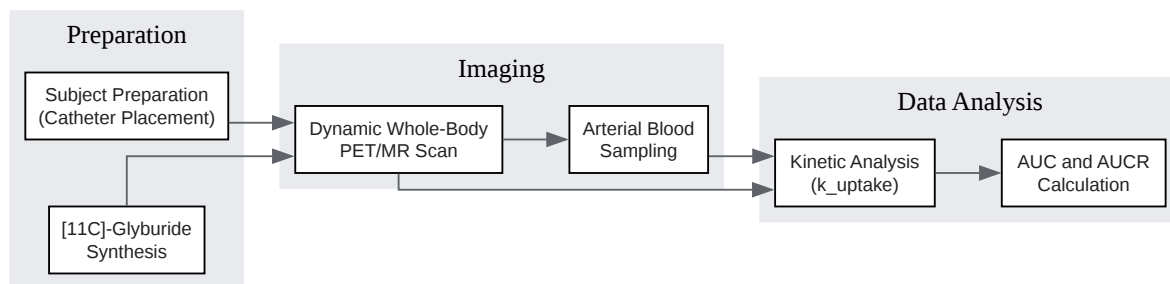 Preparation
Subject Preparation
(Catheter Placement)
[11C]-Glyburide
Synthesis
Imaging
Dynamic Whole-Body
PET/MR Scan
Arterial Blood
Sampling
Data Analysis
Kinetic Analysis
(k_uptake)
AUC and AUCR
Calculation